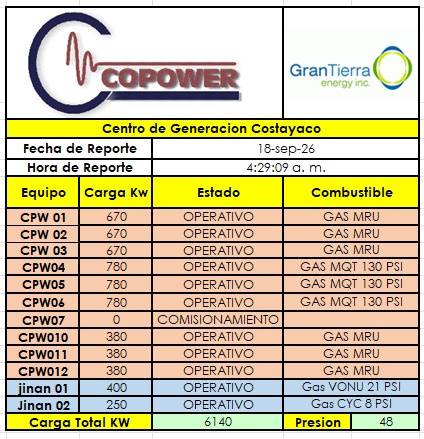 COPOWER
GranTierra
energy inc.
Centro de Generacion Costayaco
Fecha de Reporte 18-sep-26
Hora de Reporte 4:29:09 a. m.
Equipo Carga Kw Estado Combustible
CPW 01 670 OPERATIVO GAS MRU
CPW 02 670 OPERATIVO GAS MRU
CPW 03 670 OPERATIVO GAS MRU
CPW04 780 OPERATIVO GAS MQT 130 PSI
CPW05 780 OPERATIVO GAS MQT 130 PSI
CPW06 780 OPERATIVO GAS MQT 130 PSI
CPW07 0 COMISIONAMIENTO
CPW010 380 OPERATIVO GAS MRU
CPW011 380 OPERATIVO GAS MRU
CPW012 380 OPERATIVO GAS MRU
jinan 01 400 OPERATIVO Gas VONU 21 PSI
Jinan 02 250 OPERATIVO Gas CYC 8 PSI
Carga Total KW 6140 Presion 48